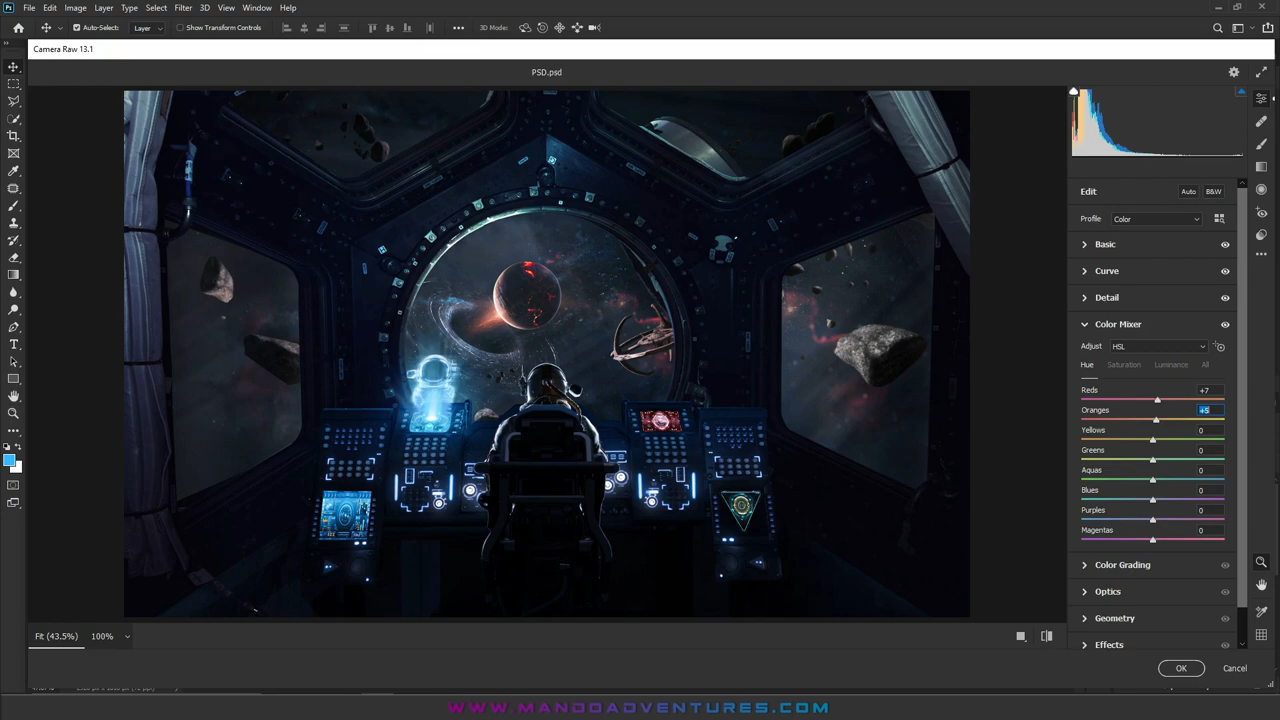 Ps File Edit Image Layer Type Select Filter 3D View Window Help
Auto-Select: Layer Show Transform Controls 3D Mode:
Camera Raw 13.1
PSD.psd
Edit Auto B&W
Profile Color
Basic
Curve
Detail
Color Mixer
Adjust HSL
Hue Saturation Luminance All
Reds +7
Oranges +5
Yellows 0
Greens 0
Aquas 0
Blues 0
Purples 0
Magentas 0
Color Grading
Optics
Geometry
Effects
Fit (43.5%) 100%
OK Cancel
WWW.MANDOADVENTURES.COM